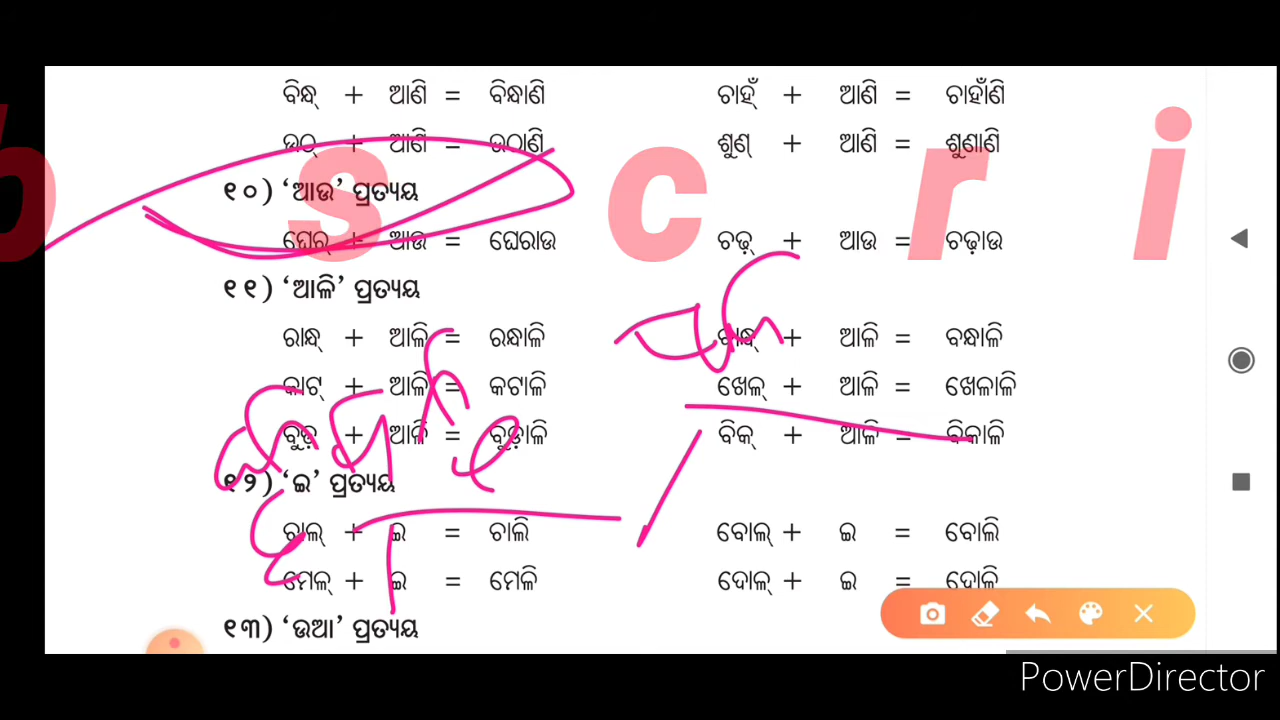 ବିନ୍ଧ୍ + ଆଣି = ବିନ୍ଧାଣି ଚାହଁ୍ + ଆଣି = ଚାହାଁଣି
ଉଠ୍ + ଆଣି = ଉଠାଣି ଶୁଣ୍ + ଆଣି = ଶୁଣାଣି
b s c r i
୧୦) ‘ଆଉ’ ପ୍ରତ୍ୟୟ
ଘେର୍ + ଆଉ = ଘେରାଉ ଚଢ଼୍ + ଆଉ = ଚଢ଼ାଉ
୧୧) ‘ଆଳି’ ପ୍ରତ୍ୟୟ
ରାନ୍ଧ୍ + ଆଳି = ରନ୍ଧାଳି + ଆଳି = ବନ୍ଧାଳି
କାଟ୍ + ଆଳି = କଟାଳି ଖେଳ୍ + ଆଳି = ଖେଳାଳି
ବୁଡ଼୍ + ଆଳି = ବୁଡ଼ାଳି ବିକ୍ + ଆଳି = ବିକାଳି
୧୨) ‘ଇ’ ପ୍ରତ୍ୟୟ
ଚାଲ୍ + ଇ = ଚାଲି ବୋଲ୍ + ଇ = ବୋଲି
ମେଳ୍ + ଇ = ମେଳି ଦୋଳ୍ + ଇ = ଦୋଳି
୧୩) ‘ଉଆ’ ପ୍ରତ୍ୟୟ
PowerDirector